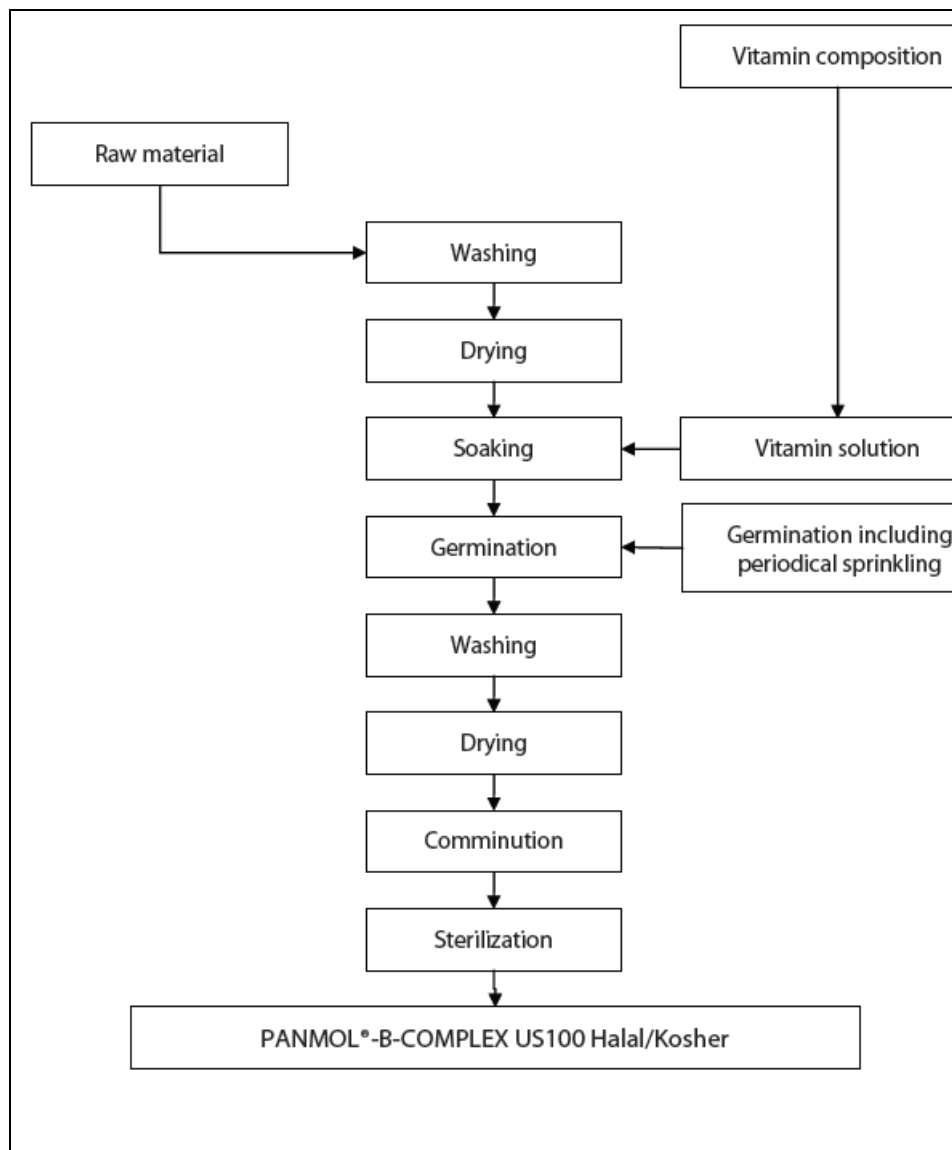 Vitamin composition
Raw material
Washing
Drying
Soaking
Vitamin solution
Germination
Germination including
periodical sprinkling
Washing
Drying
Comminution
Sterilization
PANMOL®-B-COMPLEX US100 Halal/Kosher